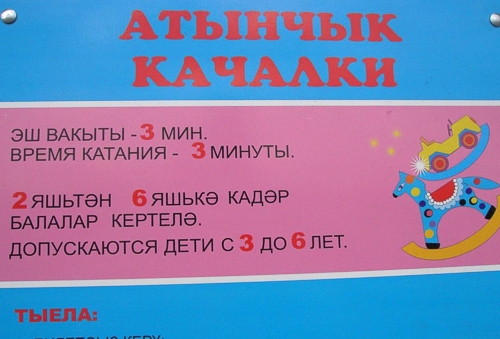 АТЫНЧЫК
КАЧАЛКИ
ЭШ ВАКЫТЫ - 3 МИН.
ВРЕМЯ КАТАНИЯ - 3 МИНУТЫ.
2 ЯШЬТӘН 6 ЯШЬКӘ КАДӘР
БАЛАЛАР КЕРТЕЛӘ.
ДОПУСКАЮТСЯ ДЕТИ С 3 ДО 6 ЛЕТ.
ТЫЕЛА: